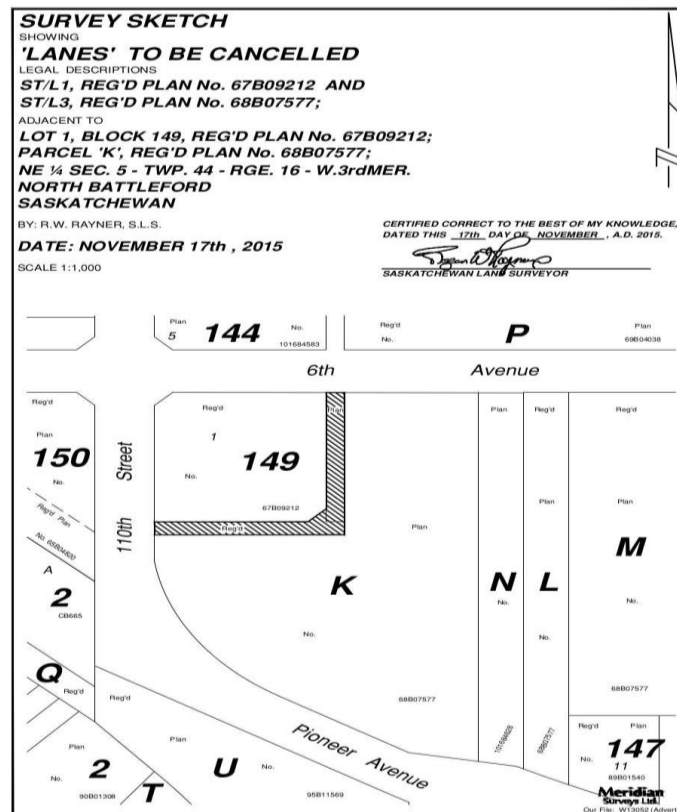 SURVEY SKETCH
SHOWING
'LANES' TO BE CANCELLED
LEGAL DESCRIPTIONS
ST/L1, REG'D PLAN No. 67B09212 AND
ST/L3, REG'D PLAN No. 68B07577;
ADJACENT TO
LOT 1, BLOCK 149, REG'D PLAN No. 67B09212;
PARCEL 'K', REG'D PLAN No. 68B07577;
NE ¼ SEC. 5 - TWP. 44 - RGE. 16 - W.3rdMER.
NORTH BATTLEFORD
SASKATCHEWAN
BY: R.W. RAYNER, S.L.S.
DATE: NOVEMBER 17th , 2015
SCALE 1:1,000
CERTIFIED CORRECT TO THE BEST OF MY KNOWLEDGE,
DATED THIS 17th DAY OF NOVEMBER , A.D. 2015.
SASKATCHEWAN LAND SURVEYOR
Plan
5
144
No.
101684583
Reg'd
No.
P
Plan
69B04038
6th Avenue
Reg'd
Plan
150
No.
Reg'd Plan
No. 65B04820
A
2
CB665
Q
Reg'd
110th Street
Reg'd
1
No.
149
67B09212
Plan
Reg'd
Plan
K
No.
68B07577
Plan
N
No.
101684628
Reg'd
Plan
L
No.
68B07577
Reg'd
Plan
M
No.
68B07577
Reg'd
Plan
No.
147
11
89B01540
Reg'd
Plan
U
No.
95B11569
Pioneer Avenue
Plan
No.
2
90B01308
T
Meridian
Surveys Ltd.